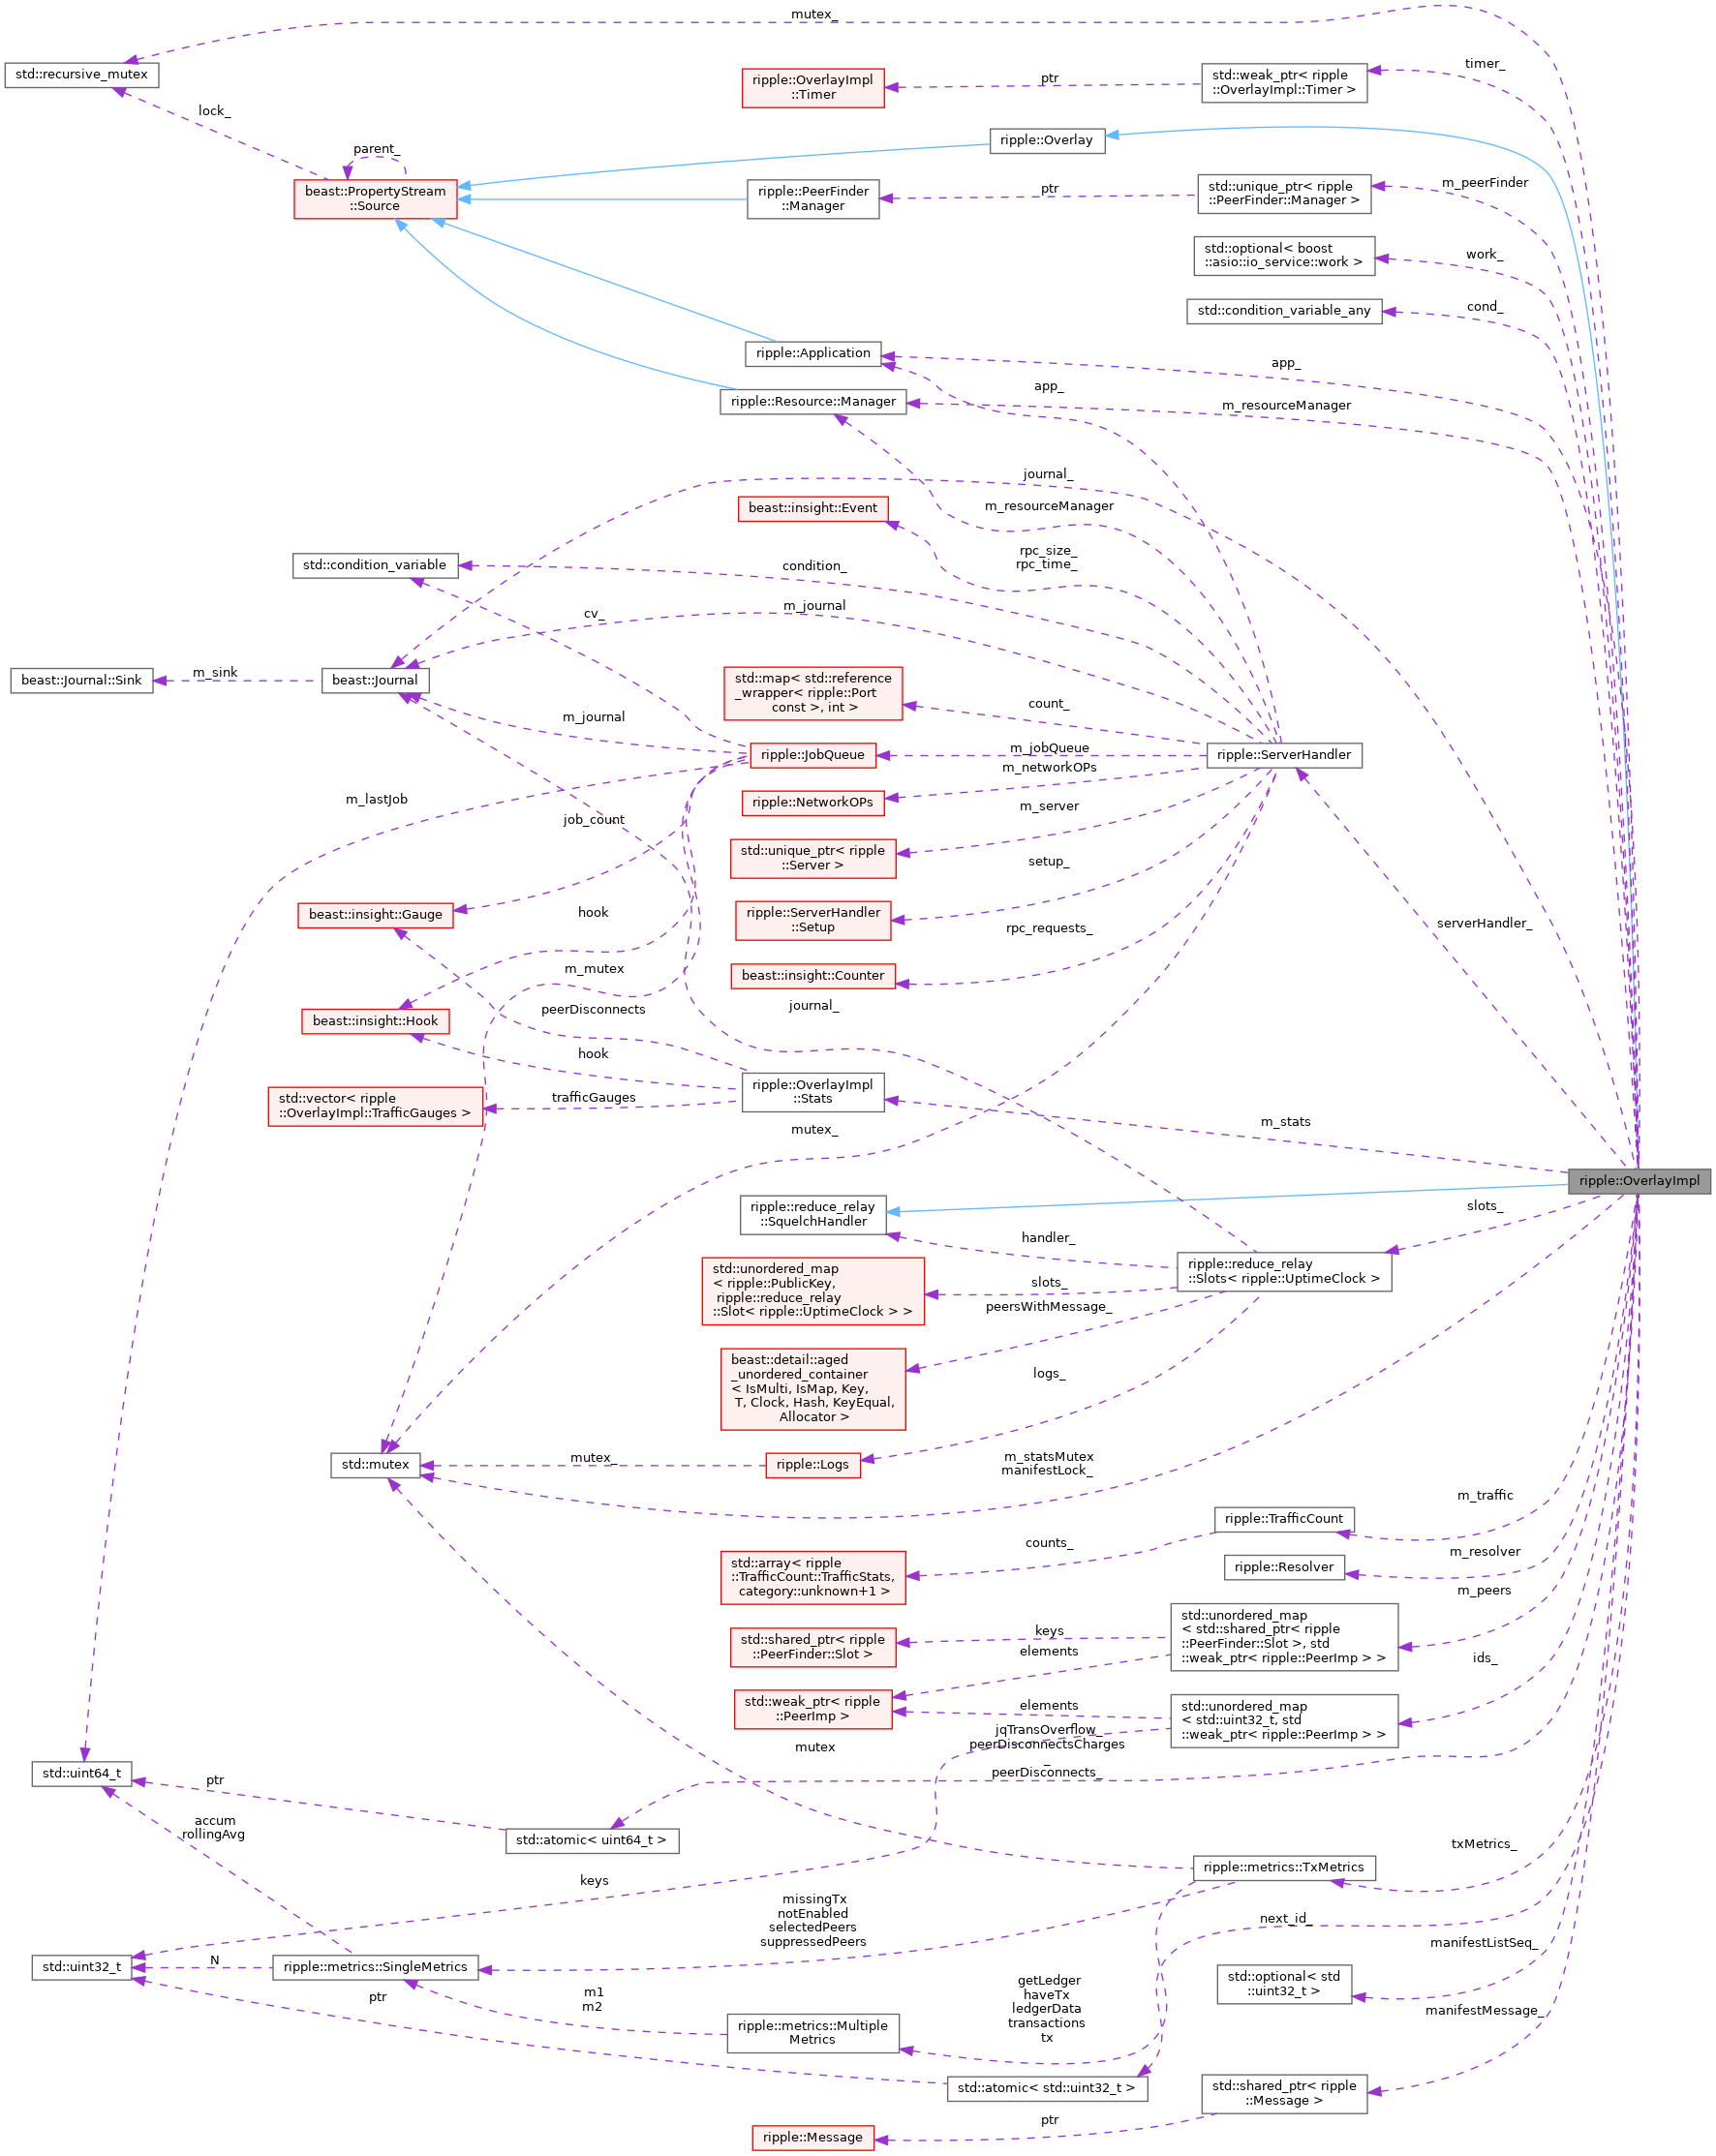 mutex_
std::recursive_mutex
lock_
ripple::OverlayImpl
::Timer
ptr
std::weak_ptr< ripple
::OverlayImpl::Timer >
timer_
ripple::Overlay
parent_
beast::PropertyStream
::Source
ripple::PeerFinder
::Manager
ptr
std::unique_ptr< ripple
::PeerFinder::Manager >
m_peerFinder
std::optional< boost
::asio::io_service::work >
work_
std::condition_variable_any
cond_
ripple::Application
app_
app_
ripple::Resource::Manager
m_resourceManager
journal_
beast::insight::Event
m_resourceManager
rpc_size_
rpc_time_
std::condition_variable
condition_
cv_
m_journal
beast::Journal::Sink
m_sink
beast::Journal
std::map< std::reference
_wrapper< ripple::Port
const >, int >
count_
m_journal
ripple::JobQueue
m_jobQueue
ripple::ServerHandler
m_networkOPs
ripple::NetworkOPs
m_lastJob
job_count
m_server
std::unique_ptr< ripple
::Server >
setup_
beast::insight::Gauge
hook
ripple::ServerHandler
::Setup
rpc_requests_
serverHandler_
m_mutex
beast::insight::Counter
journal_
peerDisconnects
beast::insight::Hook
hook
std::vector< ripple
::OverlayImpl::TrafficGauges >
trafficGauges
ripple::OverlayImpl
::Stats
mutex_
m_stats
ripple::OverlayImpl
ripple::reduce_relay
::SquelchHandler
slots_
handler_
ripple::reduce_relay
::Slots< ripple::UptimeClock >
std::unordered_map
< ripple::PublicKey,
ripple::reduce_relay
::Slot< ripple::UptimeClock > >
slots_
peersWithMessage_
beast::detail::aged
_unordered_container
< IsMulti, IsMap, Key,
T, Clock, Hash, KeyEqual,
Allocator >
logs_
std::mutex
mutex_
ripple::Logs
m_statsMutex
manifestLock_
m_traffic
ripple::TrafficCount
counts_
std::array< ripple
::TrafficCount::TrafficStats,
category::unknown+1 >
m_resolver
ripple::Resolver
m_peers
std::unordered_map
< std::shared_ptr< ripple
::PeerFinder::Slot >, std
::weak_ptr< ripple::PeerImp > >
keys
std::shared_ptr< ripple
::PeerFinder::Slot >
elements
ids_
std::weak_ptr< ripple
::PeerImp >
elements
std::unordered_map
< std::uint32_t, std
::weak_ptr< ripple::PeerImp > >
jqTransOverflow_
peerDisconnectsCharges
_
peerDisconnects_
mutex
std::uint64_t
ptr
accum
rollingAvg
std::atomic< uint64_t >
txMetrics_
ripple::metrics::TxMetrics
keys
missingTx
notEnabled
selectedPeers
suppressedPeers
next_id_
manifestListSeq_
std::uint32_t
N
ripple::metrics::SingleMetrics
std::optional< std
::uint32_t >
ptr
m1
m2
getLedger
haveTx
ledgerData
transactions
tx
manifestMessage_
ripple::metrics::Multiple
Metrics
std::atomic< std::uint32_t >
std::shared_ptr< ripple
::Message >
ptr
ripple::Message